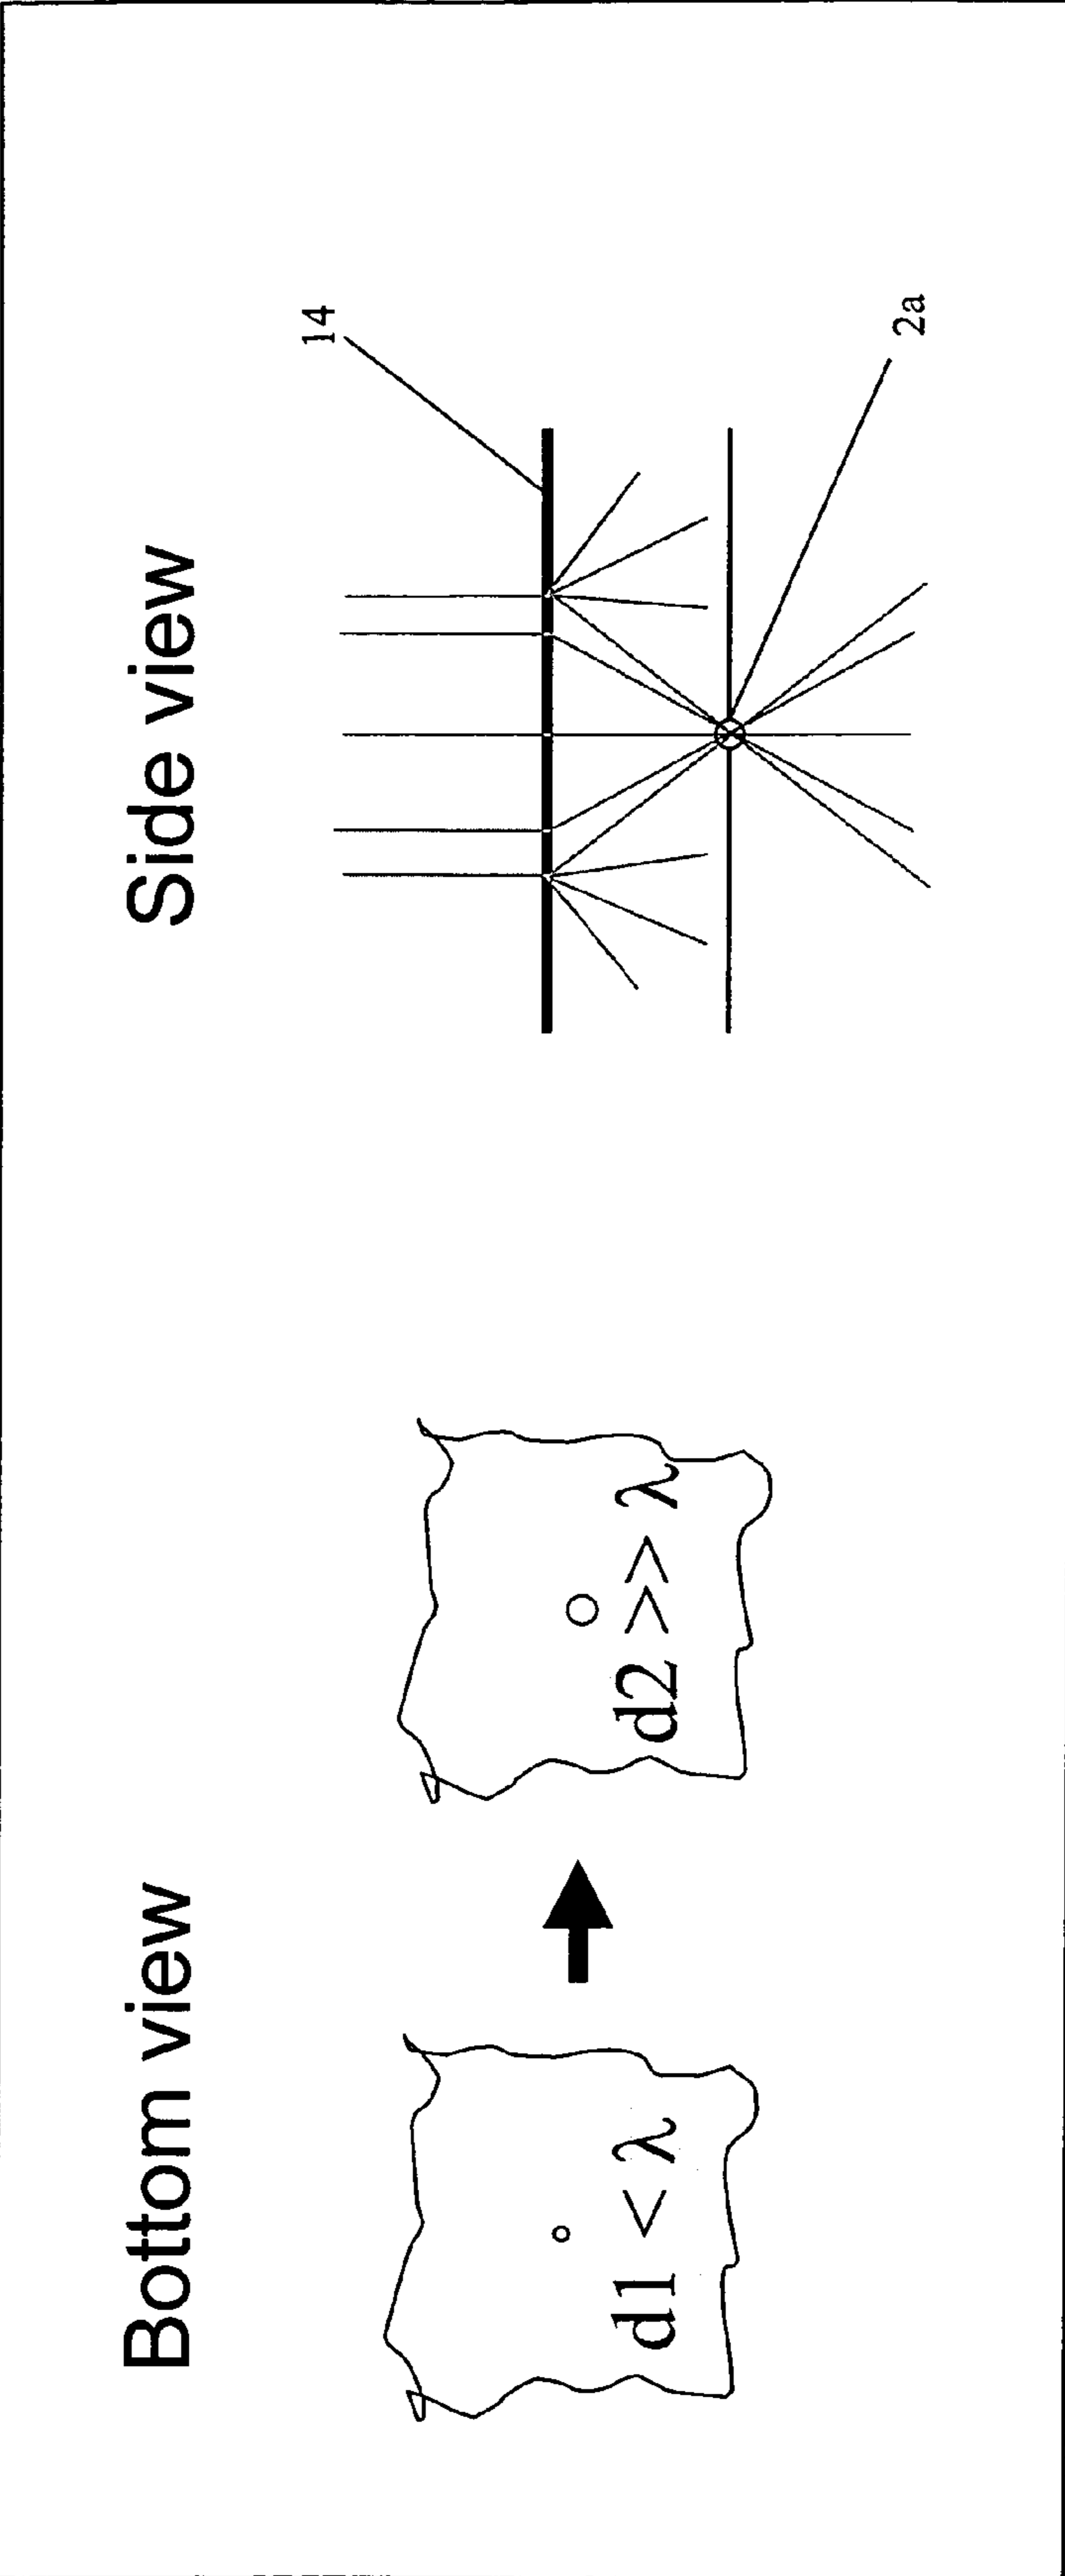 Bottom view
d1 < λ
d2 >> λ
Side view
14
2a